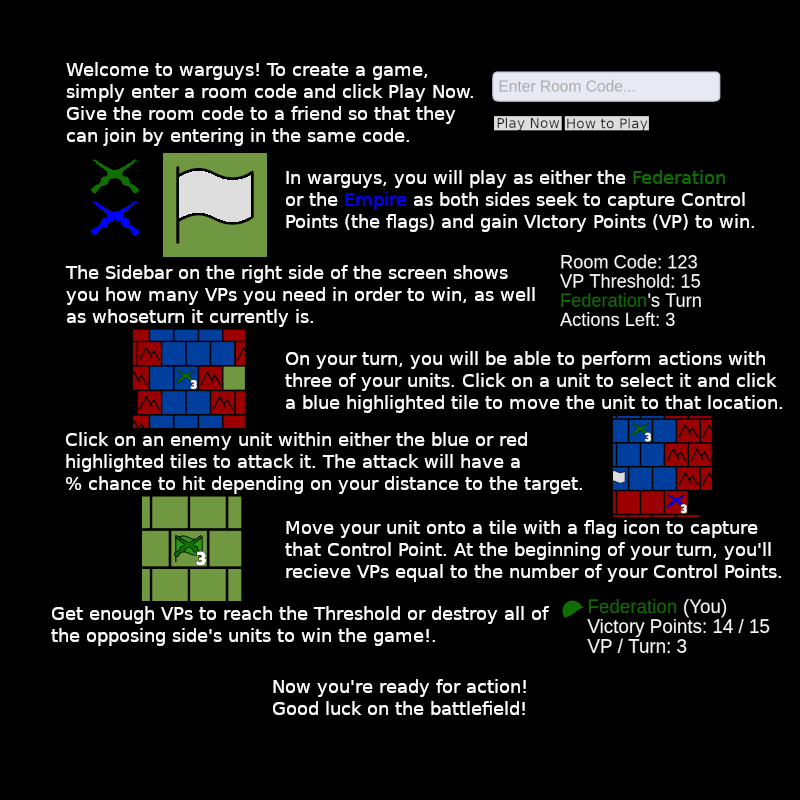 Welcome to warguys! To create a game,
simply enter a room code and click Play Now.
Give the room code to a friend so that they
can join by entering in the same code.
Enter Room Code...
Play Now
How to Play
In warguys, you will play as either the Federation
or the Empire as both sides seek to capture Control
Points (the flags) and gain VIctory Points (VP) to win.
The Sidebar on the right side of the screen shows
you how many VPs you need in order to win, as well
as whoseturn it currently is.
Room Code: 123
VP Threshold: 15
Federation's Turn
Actions Left: 3
3
On your turn, you will be able to perform actions with
three of your units. Click on a unit to select it and click
a blue highlighted tile to move the unit to that location.
Click on an enemy unit within either the blue or red
highlighted tiles to attack it. The attack will have a
% chance to hit depending on your distance to the target.
3
3
3
Move your unit onto a tile with a flag icon to capture
that Control Point. At the beginning of your turn, you'll
recieve VPs equal to the number of your Control Points.
Get enough VPs to reach the Threshold or destroy all of
the opposing side's units to win the game!.
Federation (You)
Victory Points: 14 / 15
VP / Turn: 3
Now you're ready for action!
Good luck on the battlefield!